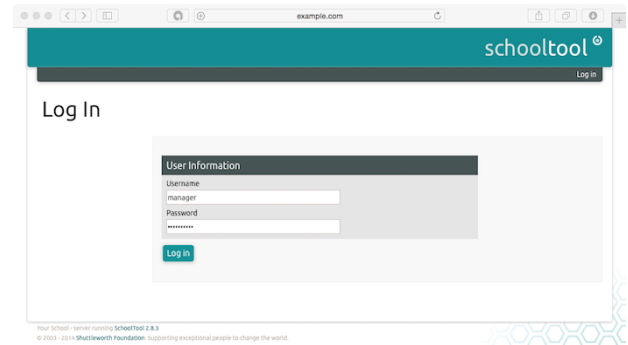 example.com
schooltool
Log in
Log In
User Information
Username
manager
Password
••••••••••
Log in
Your School - server running SchoolTool 2.8.3
© 2003 - 2014 Shuttleworth Foundation: Supporting exceptional people to change the world.